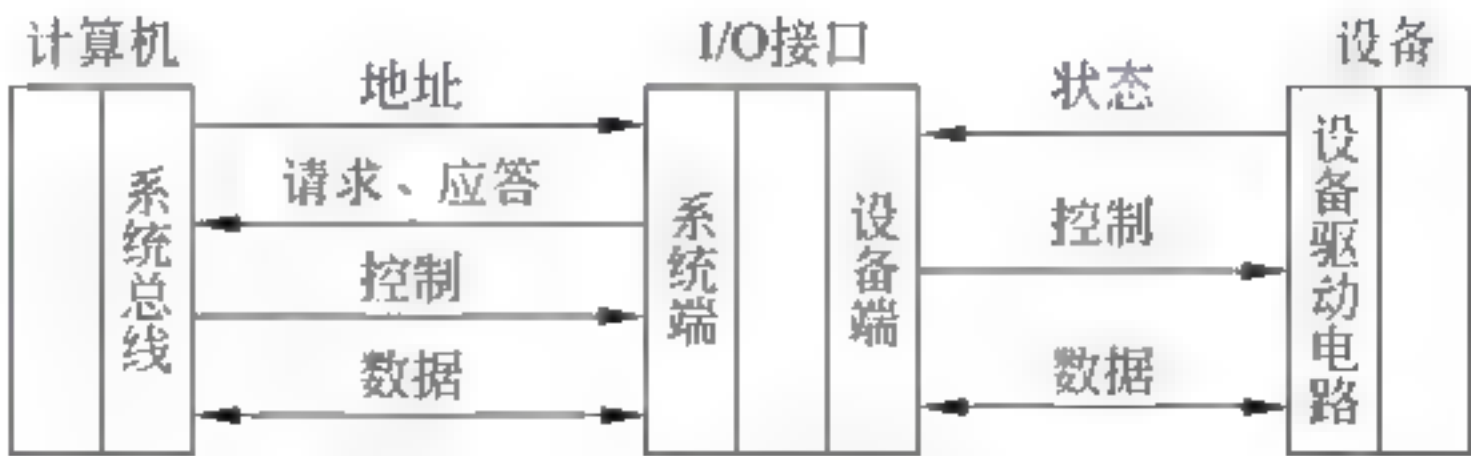 计算机
I/O接口
设备
地址
请求、应答
控制
数据
系统总线
系统端
设备端
状态
控制
数据
设备驱动电路